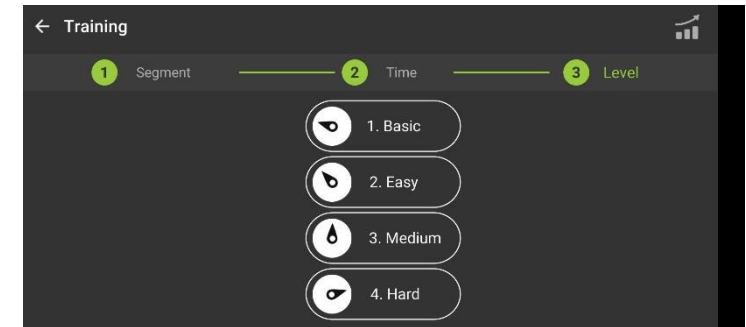 Training
1 Segment 2 Time 3 Level
1. Basic
2. Easy
3. Medium
4. Hard